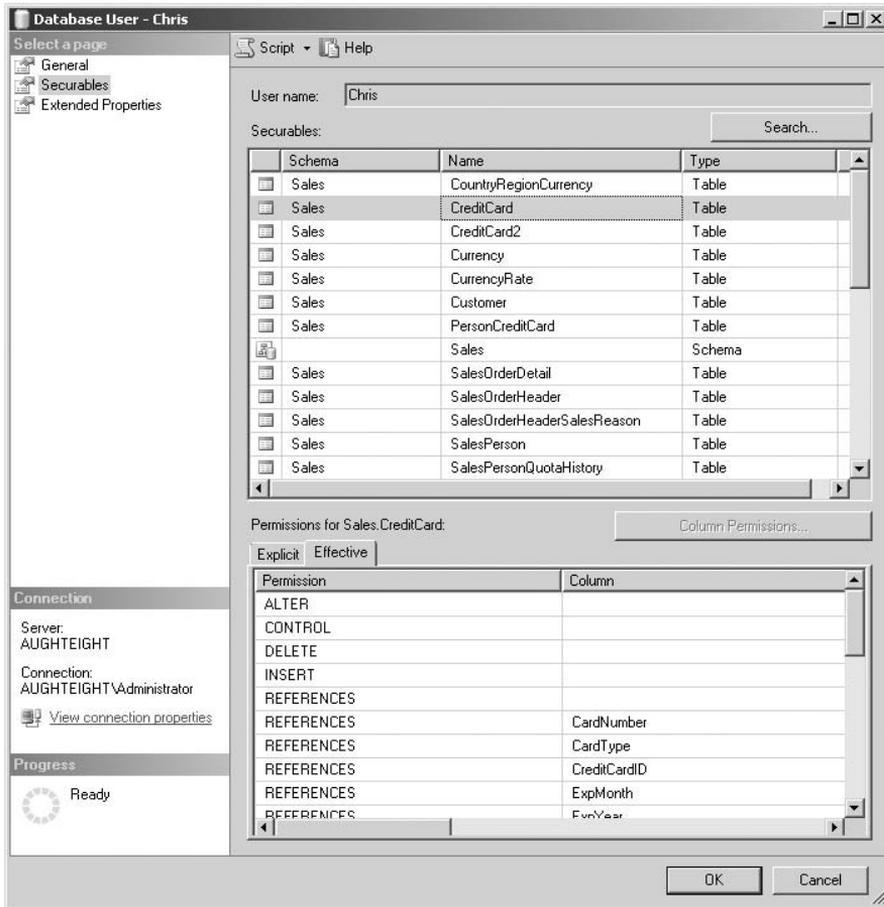 Database User - Chris
Select a page
General
Securables
Extended Properties
Script Help
User name: Chris
Securables: Search...
Schema Name Type
Sales CountryRegionCurrency Table
Sales CreditCard Table
Sales CreditCard2 Table
Sales Currency Table
Sales CurrencyRate Table
Sales Customer Table
Sales PersonCreditCard Table
Sales Schema
Sales SalesOrderDetail Table
Sales SalesOrderHeader Table
Sales SalesOrderHeaderSalesReason Table
Sales SalesPerson Table
Sales SalesPersonQuotaHistory Table
Permissions for Sales.CreditCard: Column Permissions...
Explicit Effective
Permission Column
ALTER
CONTROL
DELETE
INSERT
REFERENCES
REFERENCES CardNumber
REFERENCES CardType
REFERENCES CreditCardID
REFERENCES ExpMonth
REFERENCES ExpYear
Connection
Server:
AUGHTEIGHT
Connection:
AUGHTEIGHT\Administrator
View connection properties
Progress
Ready
OK Cancel